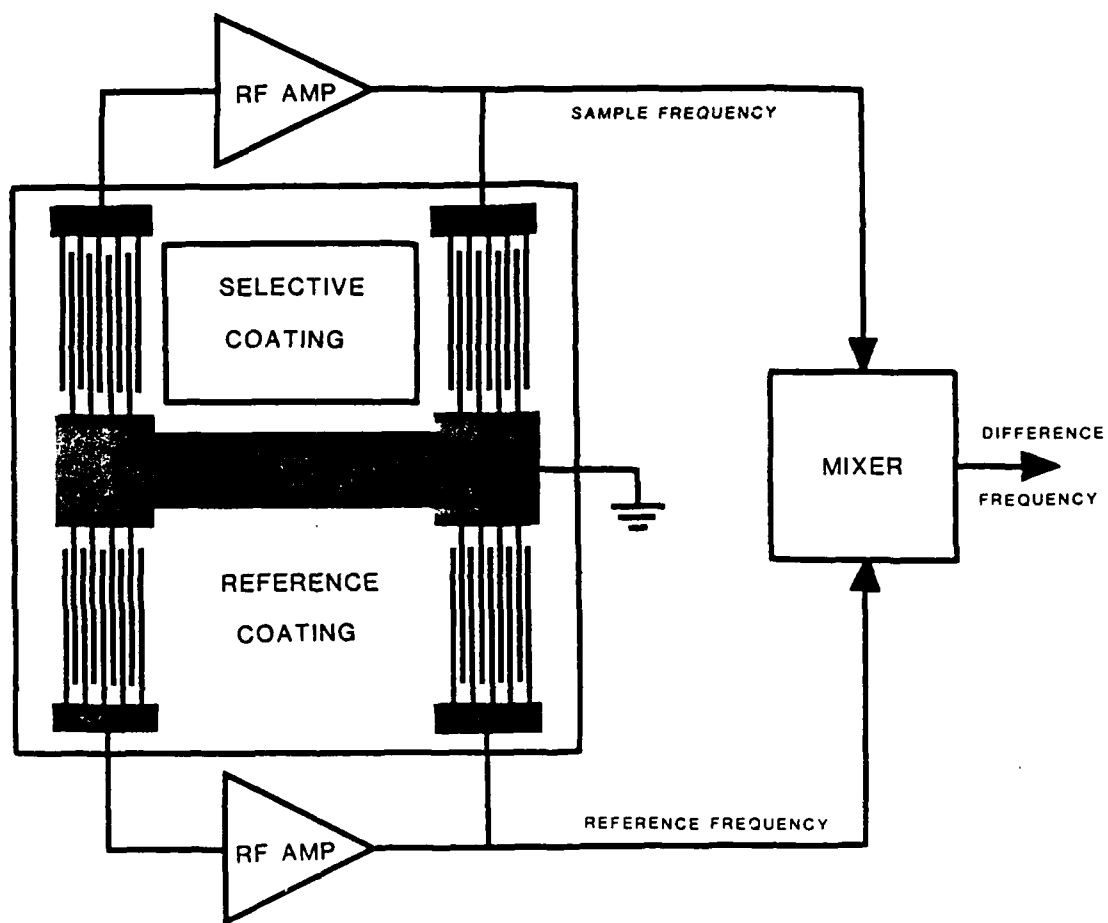 RF AMP
SAMPLE FREQUENCY
SELECTIVE
COATING
MIXER
DIFFERENCE
FREQUENCY
REFERENCE
COATING
REFERENCE FREQUENCY
RF AMP